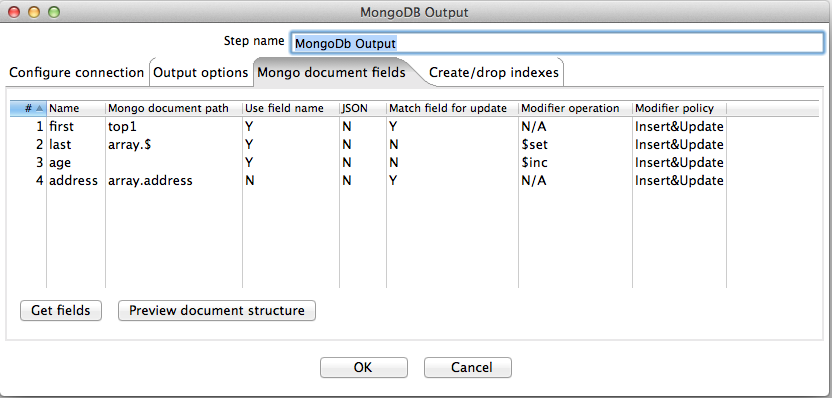 MongoDB Output
Step name MongoDb Output
Configure connection Output options Mongo document fields Create/drop indexes
# Name Mongo document path Use field name JSON Match field for update Modifier operation Modifier policy
1 first top1 Y N Y N/A Insert&Update
2 last array.$ Y N N $set Insert&Update
3 age Y N N $inc Insert&Update
4 address array.address N N Y N/A Insert&Update
Get fields Preview document structure
OK Cancel